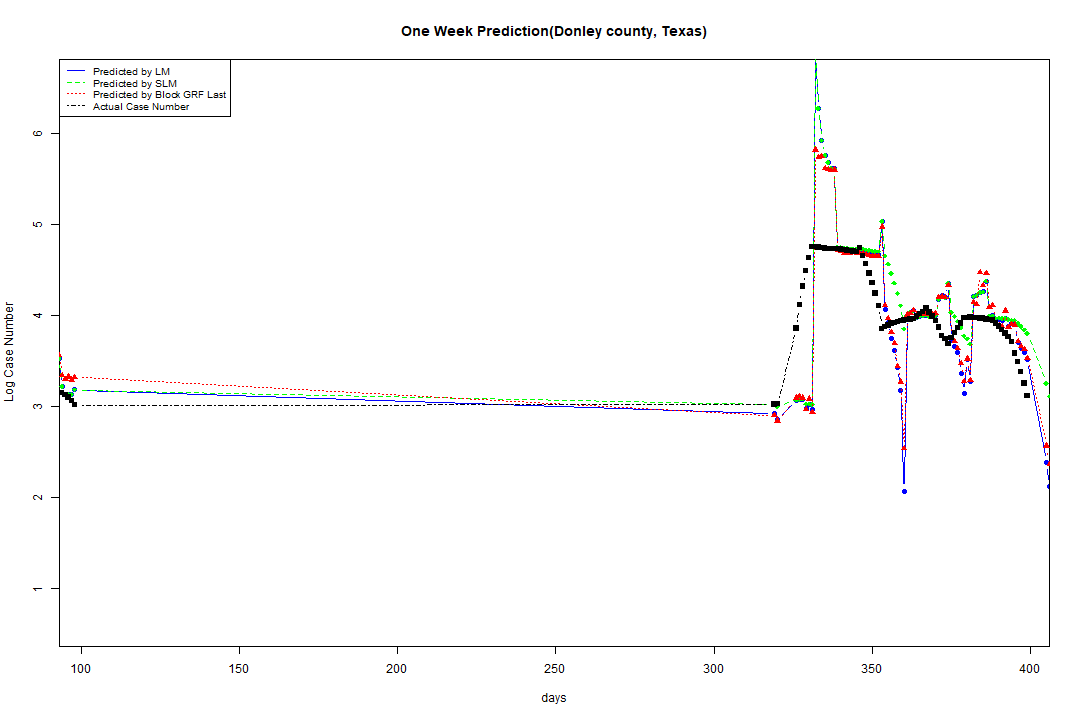 One Week Prediction(Donley county, Texas)
Predicted by LM
Predicted by SLM
Predicted by Block GRF Last
Actual Case Number
Log Case Number
6
5
4
3
2
1
100 150 200 250 300 350 400
days